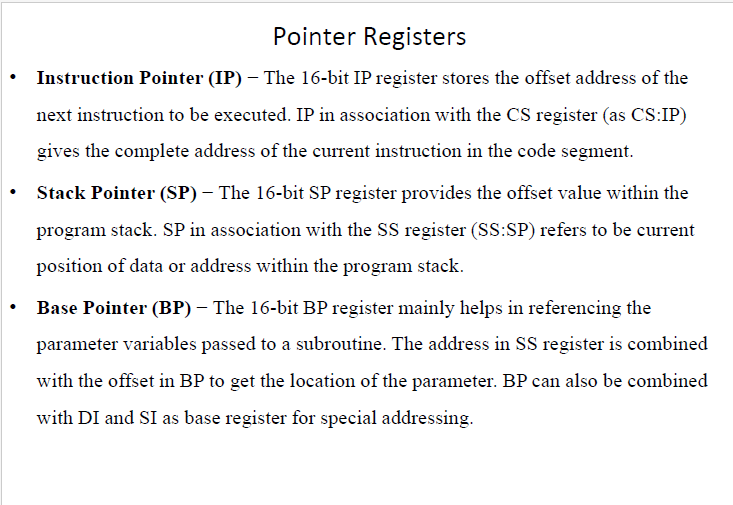 Pointer Registers
• Instruction Pointer (IP) − The 16-bit IP register stores the offset address of the
next instruction to be executed. IP in association with the CS register (as CS:IP)
gives the complete address of the current instruction in the code segment.
• Stack Pointer (SP) − The 16-bit SP register provides the offset value within the
program stack. SP in association with the SS register (SS:SP) refers to be current
position of data or address within the program stack.
• Base Pointer (BP) − The 16-bit BP register mainly helps in referencing the
parameter variables passed to a subroutine. The address in SS register is combined
with the offset in BP to get the location of the parameter. BP can also be combined
with DI and SI as base register for special addressing.